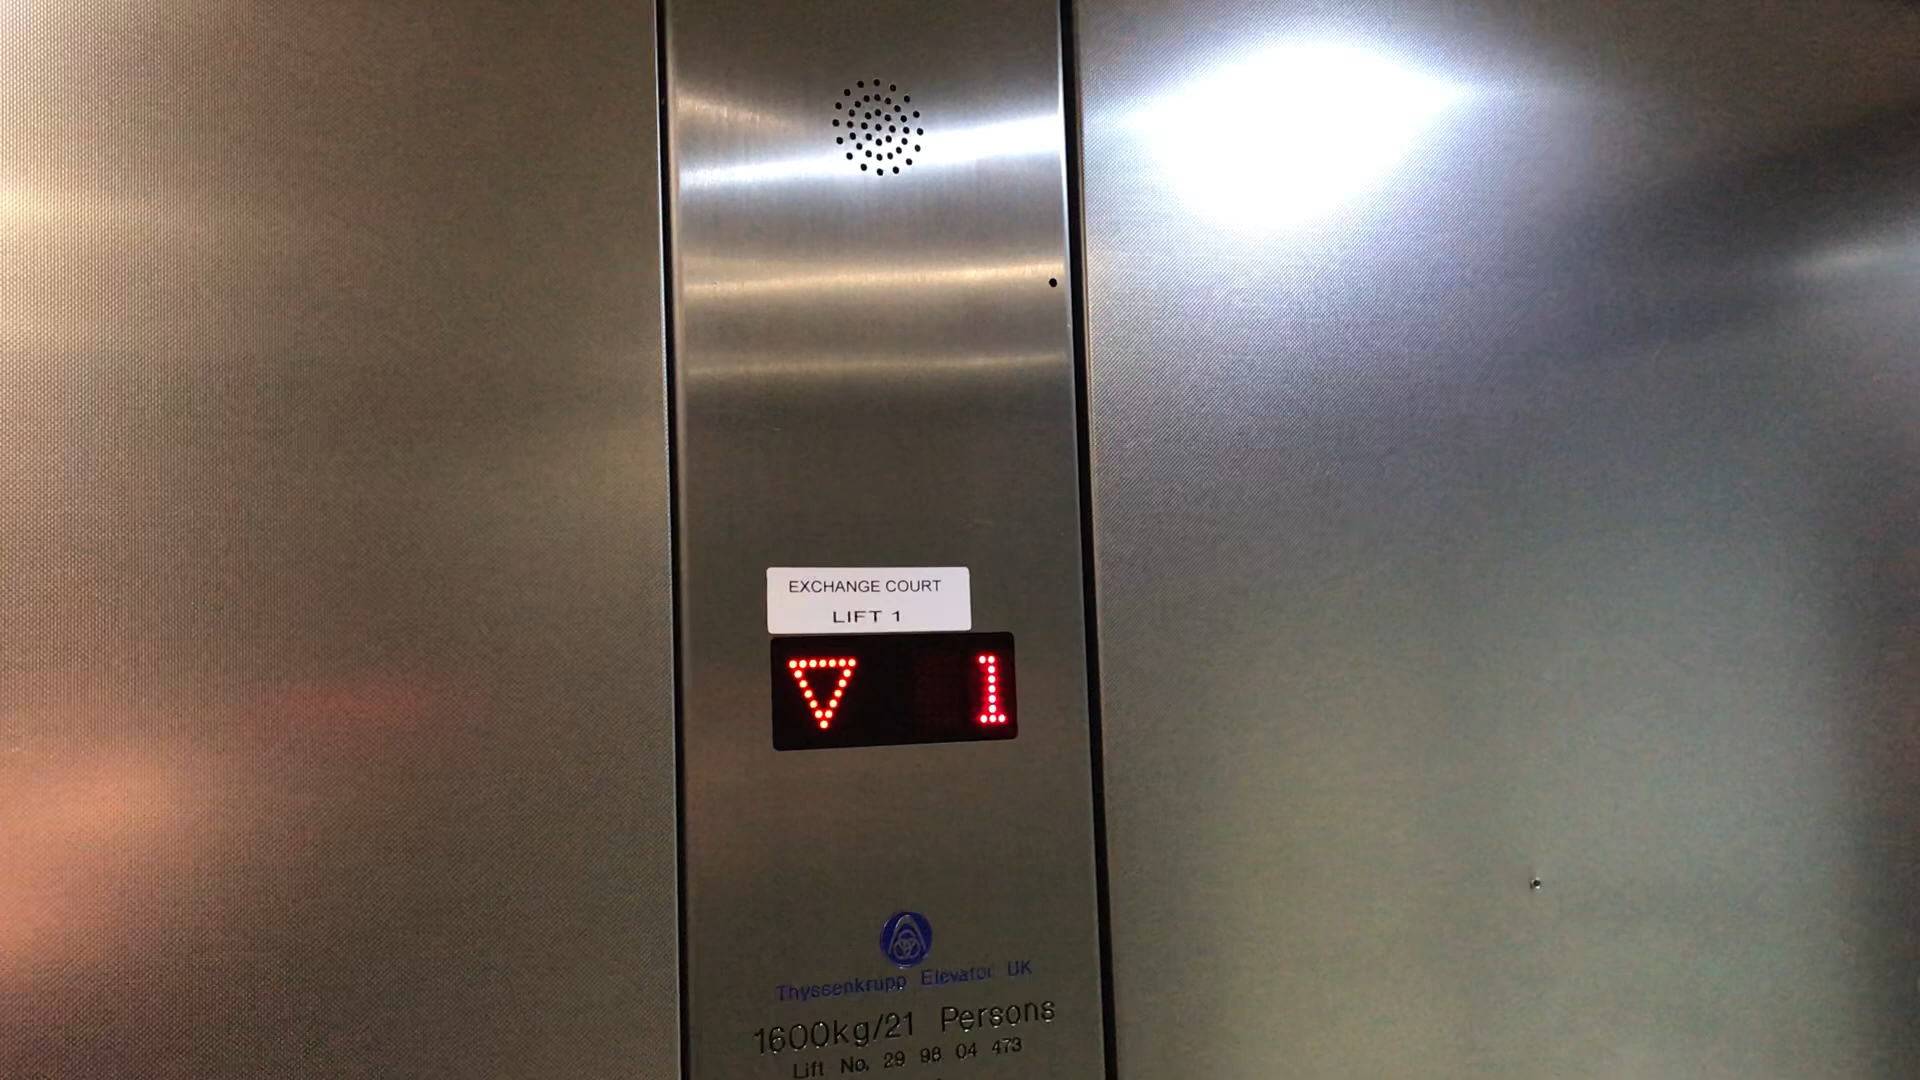 EXCHANGE COURT
LIFT 1
1
Thyssenkrupp Elevator UK
1600kg/21 Persons
Lift No. 29 98 04 473